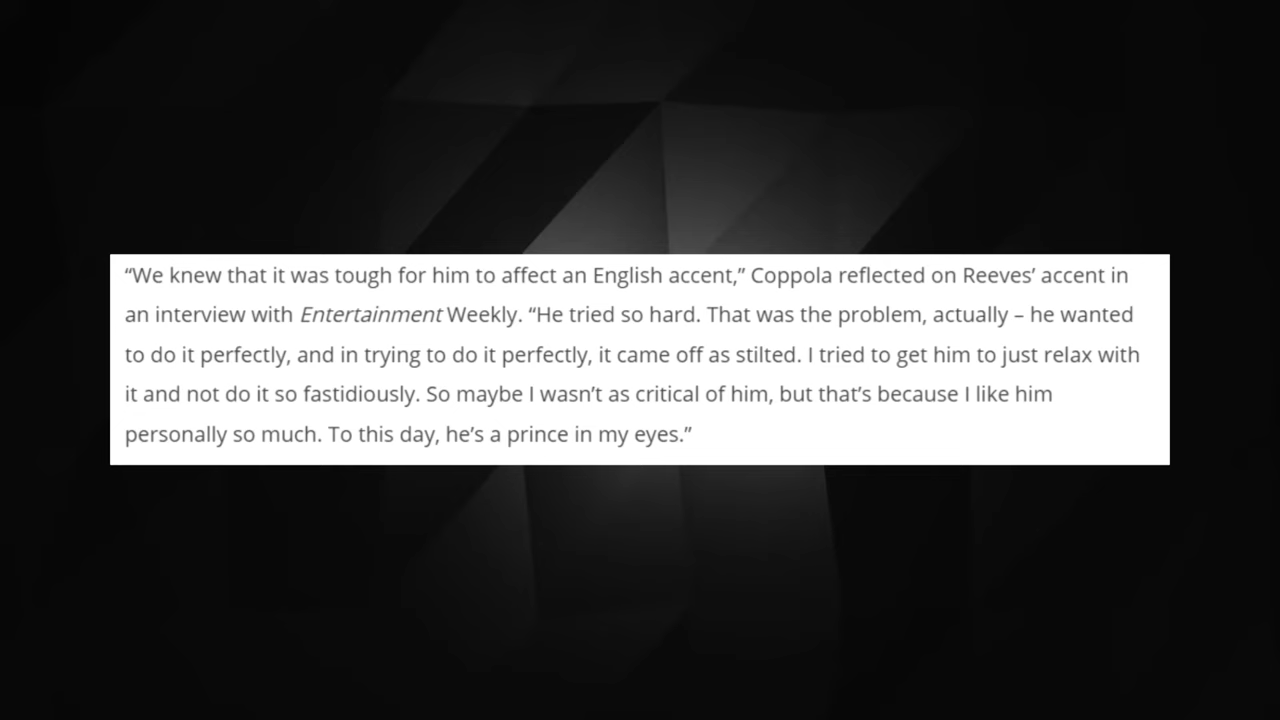 “We knew that it was tough for him to affect an English accent,” Coppola reflected on Reeves’ accent in
an interview with Entertainment Weekly. “He tried so hard. That was the problem, actually – he wanted
to do it perfectly, and in trying to do it perfectly, it came off as stilted. I tried to get him to just relax with
it and not do it so fastidiously. So maybe I wasn’t as critical of him, but that’s because I like him
personally so much. To this day, he’s a prince in my eyes.”